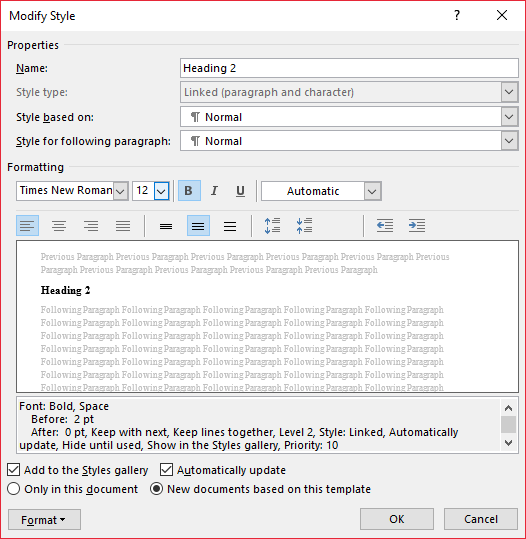 Modify Style
Properties
Name: Heading 2
Style type: Linked (paragraph and character)
Style based on: ¶ Normal
Style for following paragraph: ¶ Normal
Formatting
Times New Roman 12 B I U Automatic
Previous Paragraph Previous Paragraph Previous Paragraph Previous Paragraph Previous Paragraph Previous
Paragraph Previous Paragraph Previous Paragraph Previous Paragraph Previous Paragraph
Heading 2
Following Paragraph Following Paragraph Following Paragraph Following Paragraph Following Paragraph
Following Paragraph Following Paragraph Following Paragraph Following Paragraph Following Paragraph
Following Paragraph Following Paragraph Following Paragraph Following Paragraph Following Paragraph
Following Paragraph Following Paragraph Following Paragraph Following Paragraph Following Paragraph
Following Paragraph Following Paragraph Following Paragraph Following Paragraph Following Paragraph
Following Paragraph Following Paragraph Following Paragraph Following Paragraph Following Paragraph
Following Paragraph Following Paragraph Following Paragraph Following Paragraph Following Paragraph
Font: Bold, Space
Before: 2 pt
After: 0 pt, Keep with next, Keep lines together, Level 2, Style: Linked, Automatically
update, Hide until used, Show in the Styles gallery, Priority: 10
Add to the Styles gallery Automatically update
Only in this document New documents based on this template
Format OK Cancel